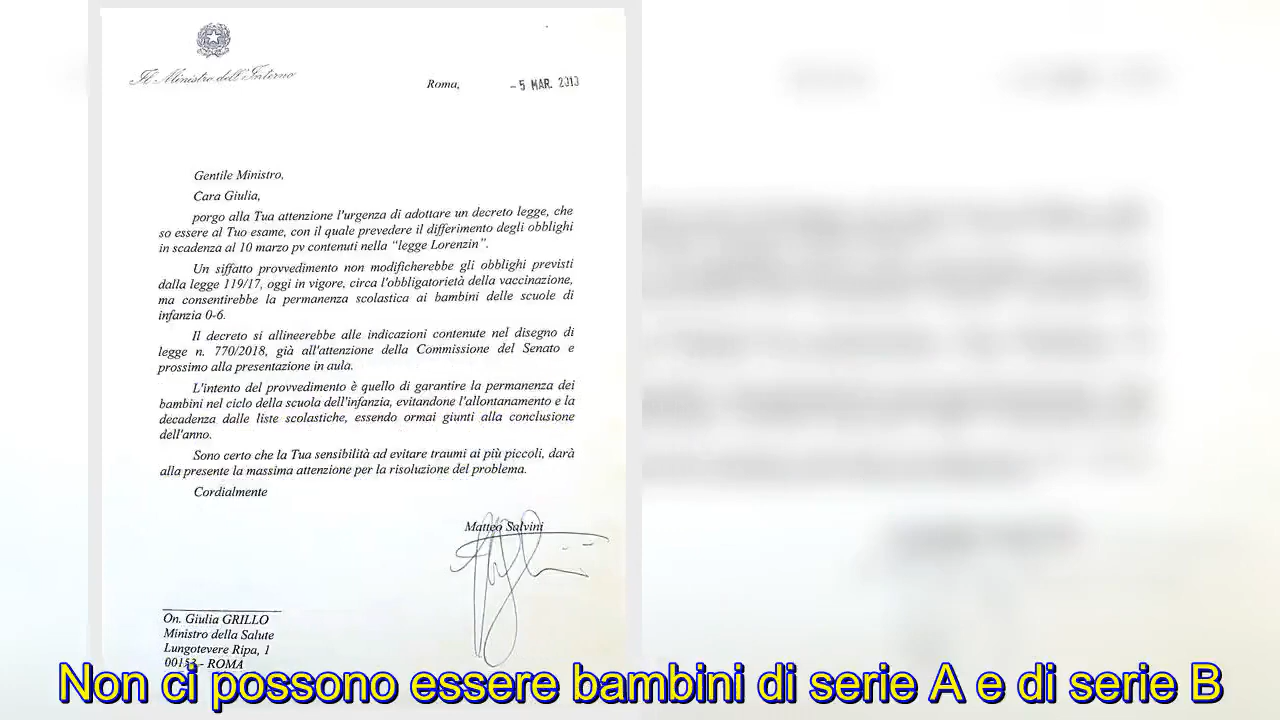 Il Ministro dell'Interno
Roma,
- 5 MAR. 2019
Gentile Ministro,
Cara Giulia,
porgo alla Tua attenzione l'urgenza di adottare un decreto legge, che
so essere al Tuo esame, con il quale prevedere il differimento degli obblighi
in scadenza al 10 marzo pv contenuti nella “legge Lorenzin”.
Un siffatto provvedimento non modificherebbe gli obblighi previsti
dalla legge 119/17, oggi in vigore, circa l'obbligatorietà della vaccinazione,
ma consentirebbe la permanenza scolastica ai bambini delle scuole di
infanzia 0-6.
Il decreto si allineerebbe alle indicazioni contenute nel disegno di
legge n. 770/2018, già all'attenzione della Commissione del Senato e
prossimo alla presentazione in aula.
L'intento del provvedimento è quello di garantire la permanenza dei
bambini nel ciclo della scuola dell'infanzia, evitandone l'allontanamento e la
decadenza dalle liste scolastiche, essendo ormai giunti alla conclusione
dell'anno.
Sono certo che la Tua sensibilità ad evitare traumi ai più piccoli, darà
alla presente la massima attenzione per la risoluzione del problema.
Cordialmente
Matteo Salvini
On. Giulia GRILLO
Ministro della Salute
Lungotevere Ripa, 1
00153 - ROMA
Non ci possono essere bambini di serie A e di serie B